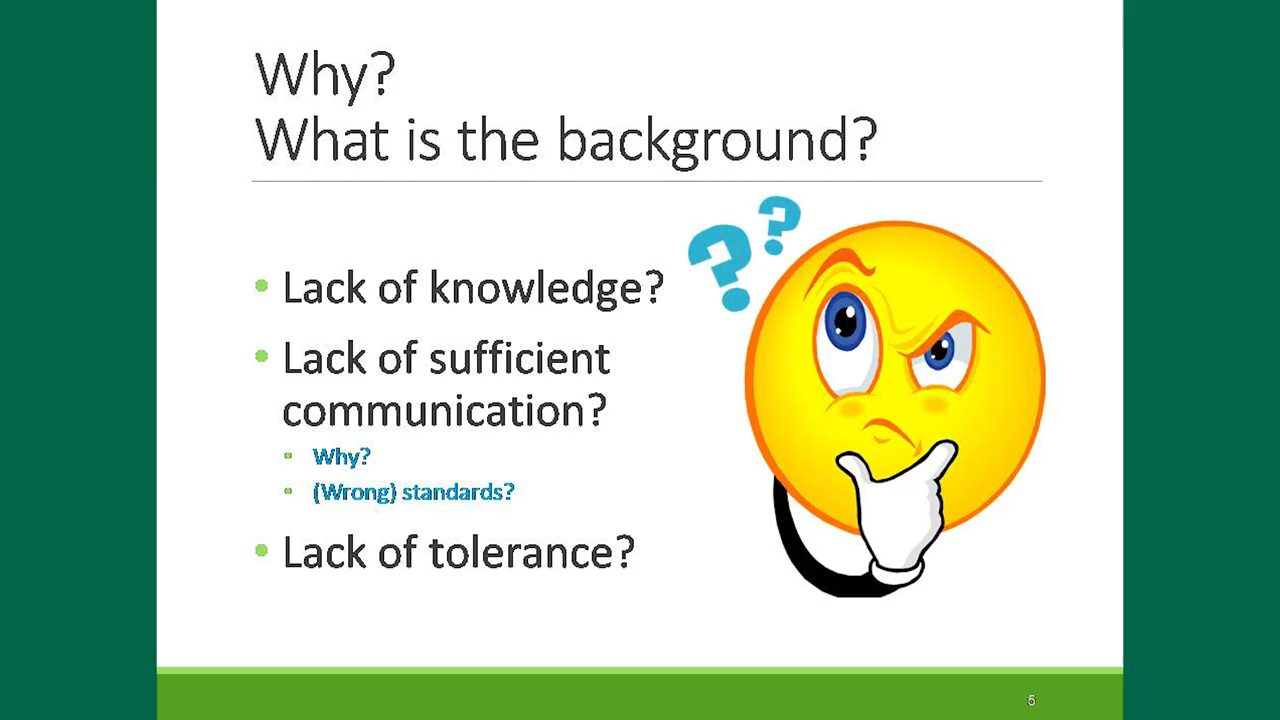 Why?
What is the background?
• Lack of knowledge?
• Lack of sufficient
communication?
• Why?
• (Wrong) standards?
• Lack of tolerance?
? ?
5